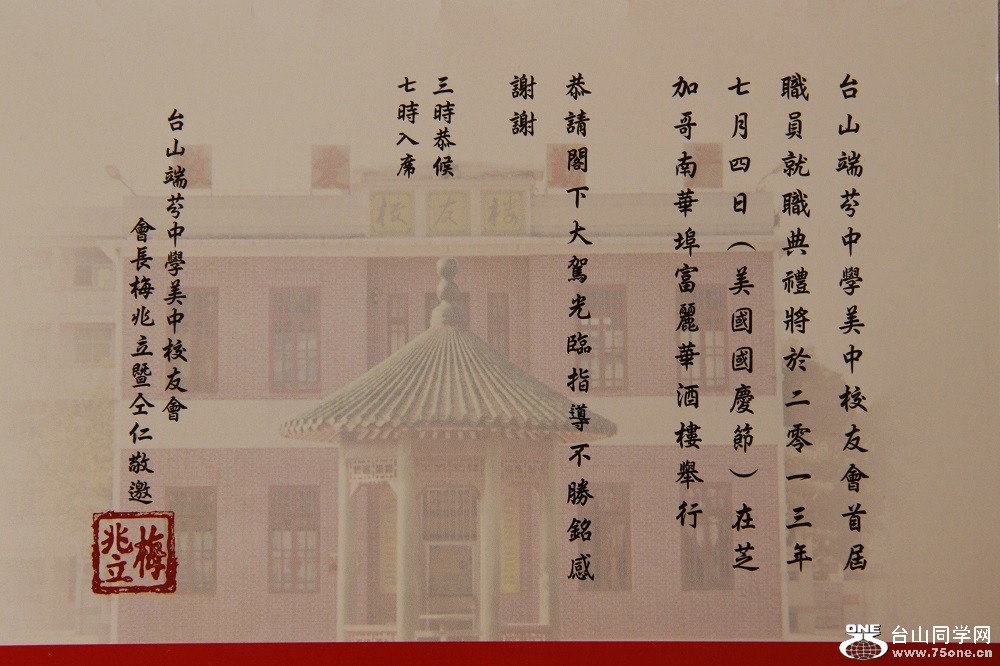 台山端芬中學美中校友會首屆
職員就職典禮將於二零一三年
七月四日（美國國慶節）在芝
加哥南華埠富麗華酒樓舉行
恭請閣下大駕光臨指導不勝銘感
謝謝
三時恭候
七時入席
台山端芬中學美中校友會
會長梅兆立暨仝仁敬邀
梅兆立
校友楼
ONE
台山同学网
www.75one.cn